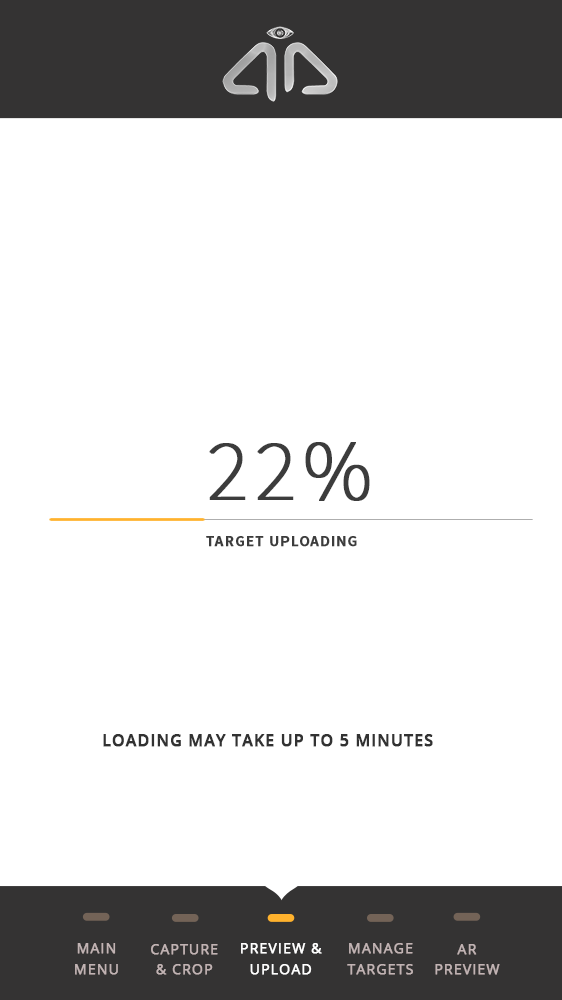 22%
TARGET UPLOADING
LOADING MAY TAKE UP TO 5 MINUTES
MAIN MENU
CAPTURE & CROP
PREVIEW & UPLOAD
MANAGE TARGETS
AR PREVIEW